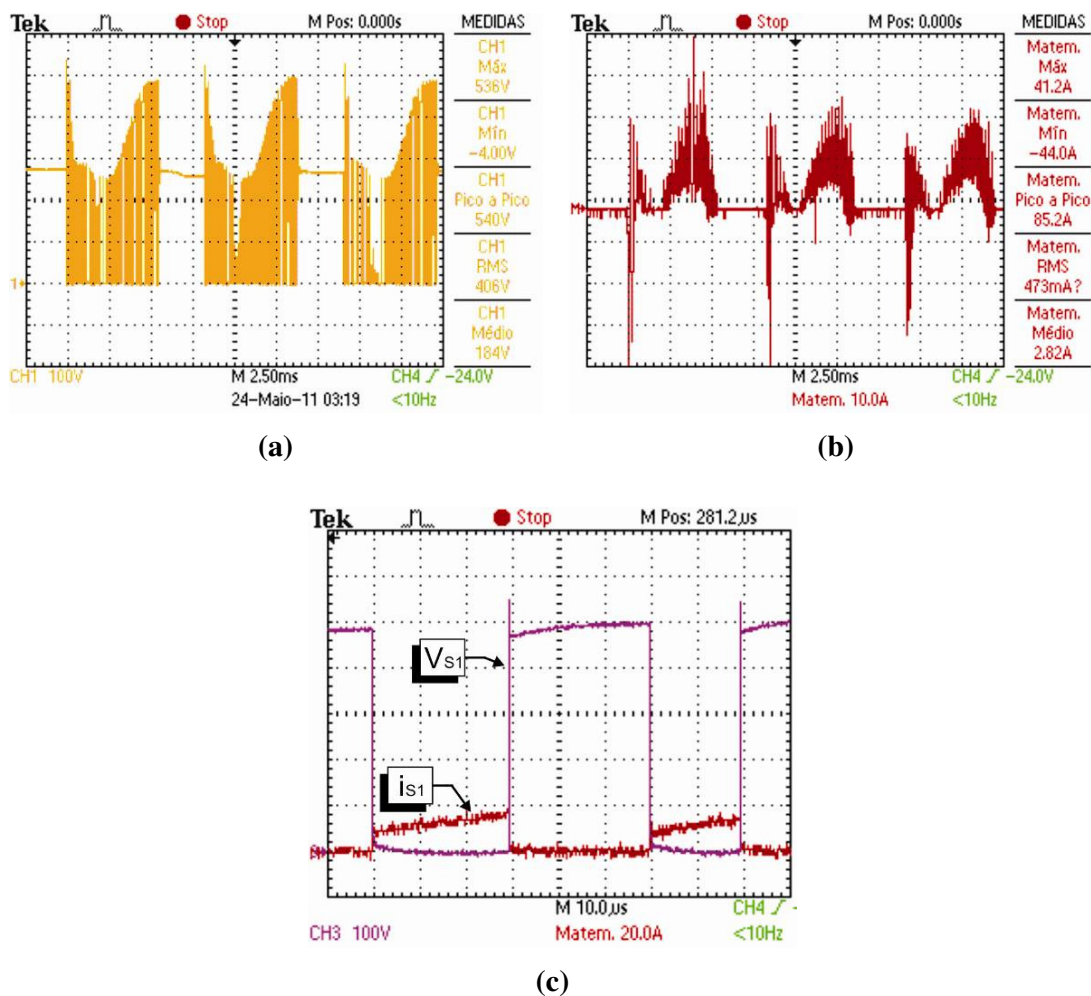 Tek Stop M Pos: 0.000s MEDIDAS
CH1
Máx
536V
CH1
Mín
-4.00V
CH1
Pico a Pico
540V
CH1
RMS
406V
CH1
Médio
184V
1
CH1 100V M 2.50ms CH4 -24.0V
24-Maio-11 03:19 <10Hz
(a)
Tek Stop M Pos: 0.000s MEDIDAS
Matem.
Máx
41.2A
Matem.
Mín
-44.0A
Matem.
Pico a Pico
85.2A
Matem.
RMS
473mA?
Matem.
Médio
2.82A
M
M 2.50ms CH4 -24.0V
Matem. 10.0A <10Hz
(b)
Tek Stop M Pos: 281.2µs
VS1
iS1
M 10.0µs CH4 -
CH3 100V Matem. 20.0A <10Hz
(c)